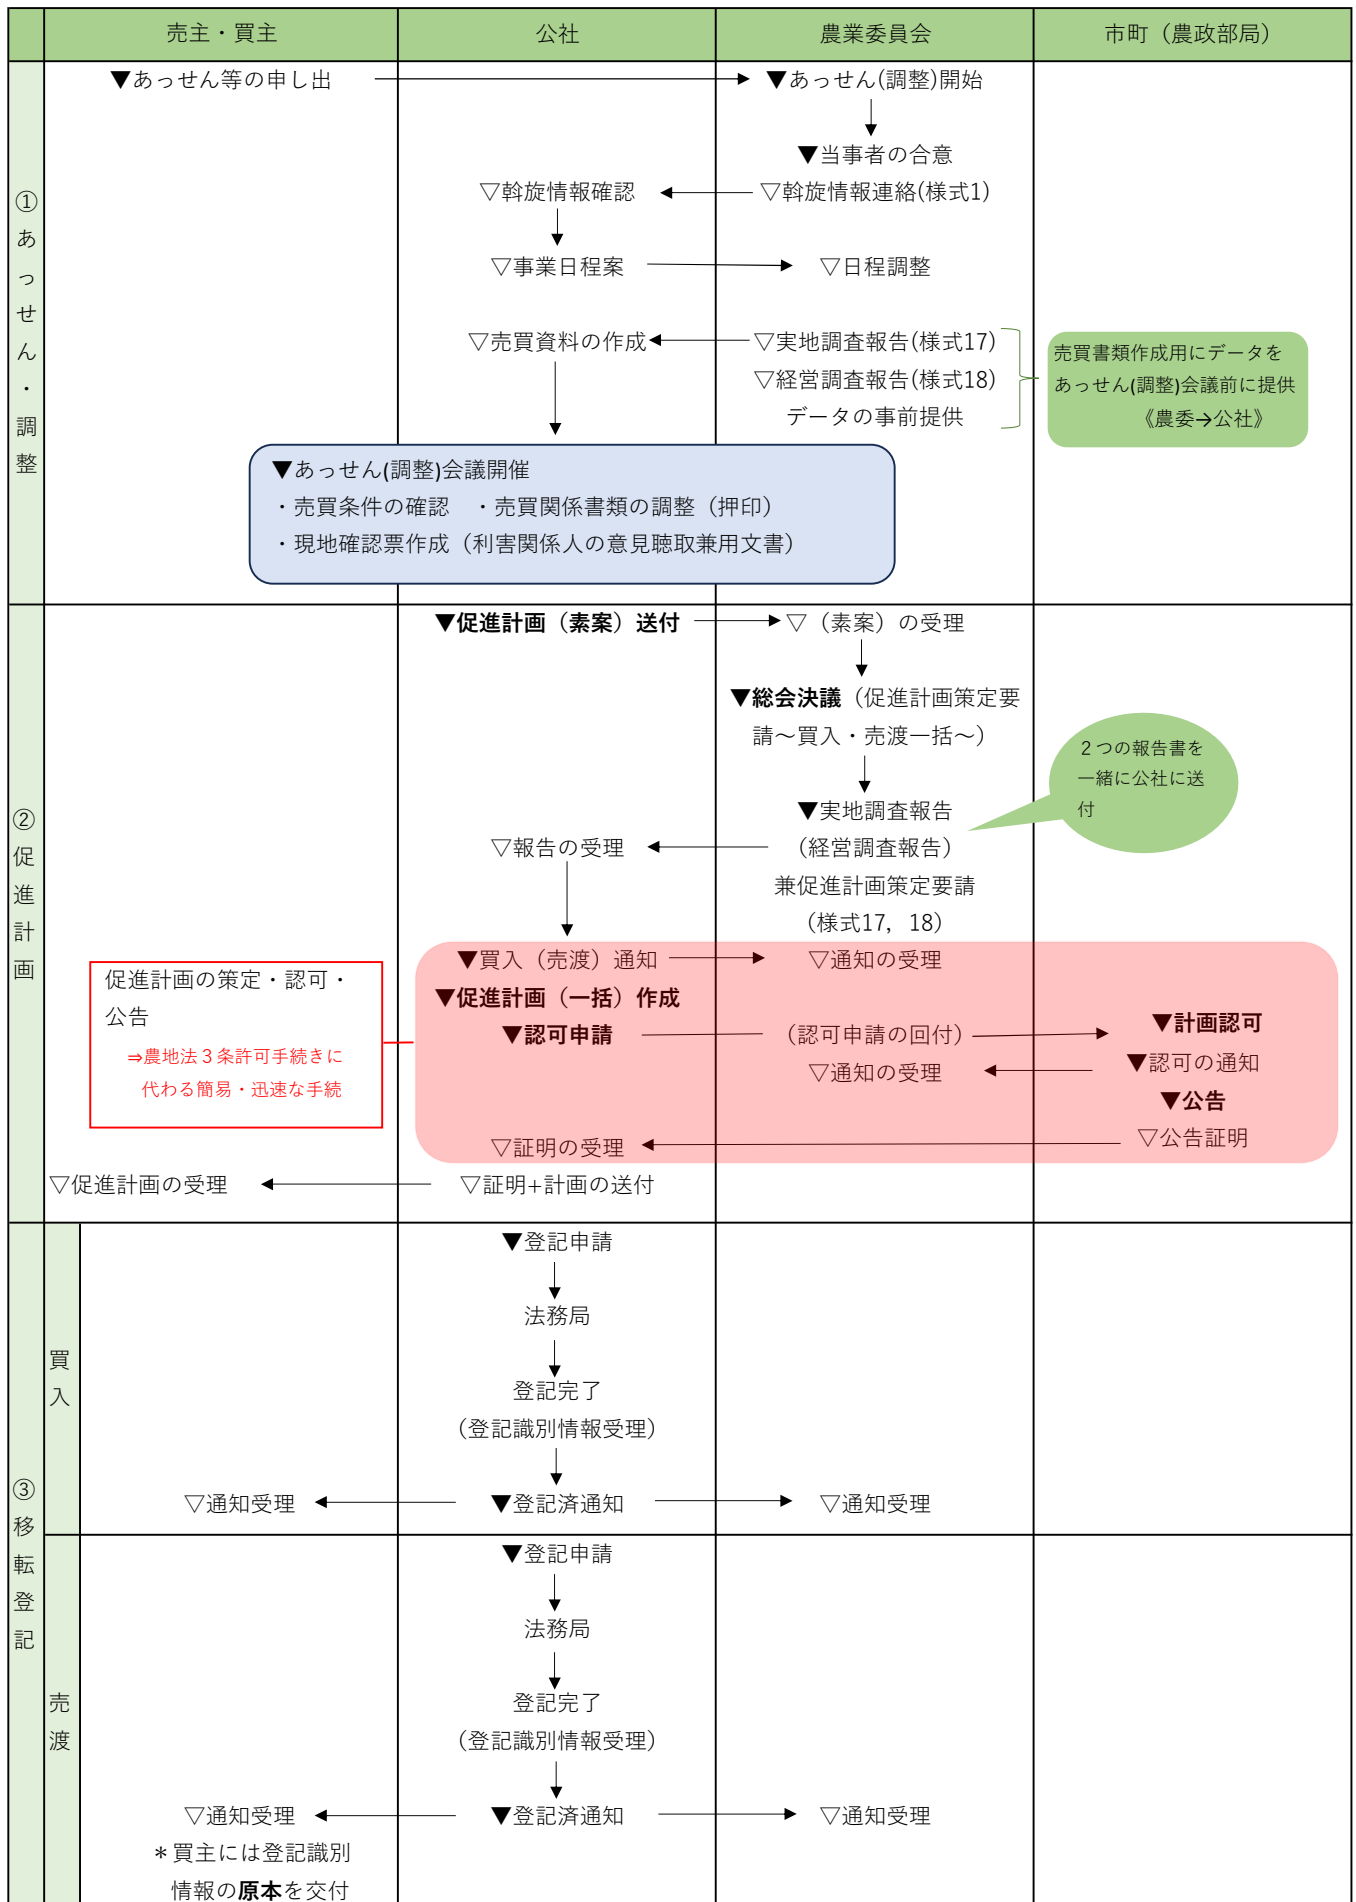 売主・買主
公社
農業委員会
市町（農政部局）
①あっせん・調整
▼あっせん等の申し出
▼あっせん(調整)開始
▼当事者の合意
▽斡旋情報確認
▽斡旋情報連絡(様式1)
▽事業日程案
▽日程調整
▽売買資料の作成
▽実地調査報告(様式17)
▽経営調査報告(様式18)
データの事前提供
売買書類作成用にデータを
あっせん(調整)会議前に提供
《農委→公社》
▼あっせん(調整)会議開催
・売買条件の確認　・売買関係書類の調整（押印）
・現地確認票作成（利害関係人の意見聴取兼用文書）
②促進計画
▼促進計画（素案）送付
▽（素案）の受理
▼総会決議（促進計画策定要
請～買入・売渡一括～）
２つの報告書を
一緒に公社に送
付
▼実地調査報告
▽報告の受理
（経営調査報告）
兼促進計画策定要請
（様式17，18）
▼買入（売渡）通知
▽通知の受理
促進計画の策定・認可・
公告
⇒農地法３条許可手続きに
代わる簡易・迅速な手続
▼促進計画（一括）作成
▼認可申請
（認可申請の回付）
▼計画認可
▽通知の受理
▼認可の通知
▼公告
▽証明の受理
▽公告証明
▽促進計画の受理
▽証明+計画の送付
③移転登記
買入
▼登記申請
法務局
登記完了
（登記識別情報受理）
▽通知受理
▼登記済通知
▽通知受理
売渡
▼登記申請
法務局
登記完了
（登記識別情報受理）
▽通知受理
▼登記済通知
▽通知受理
＊買主には登記識別
情報の原本を交付